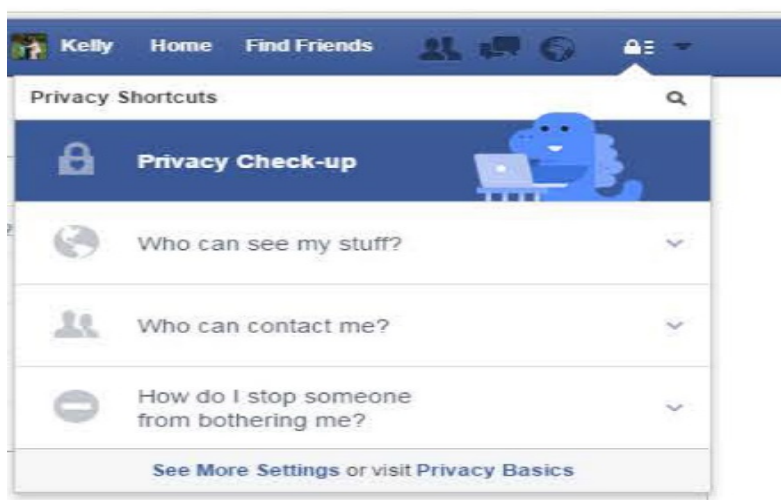 Kelly Home Find Friends
Privacy Shortcuts
Privacy Check-up
Who can see my stuff?
Who can contact me?
How do I stop someone
from bothering me?
See More Settings or visit Privacy Basics